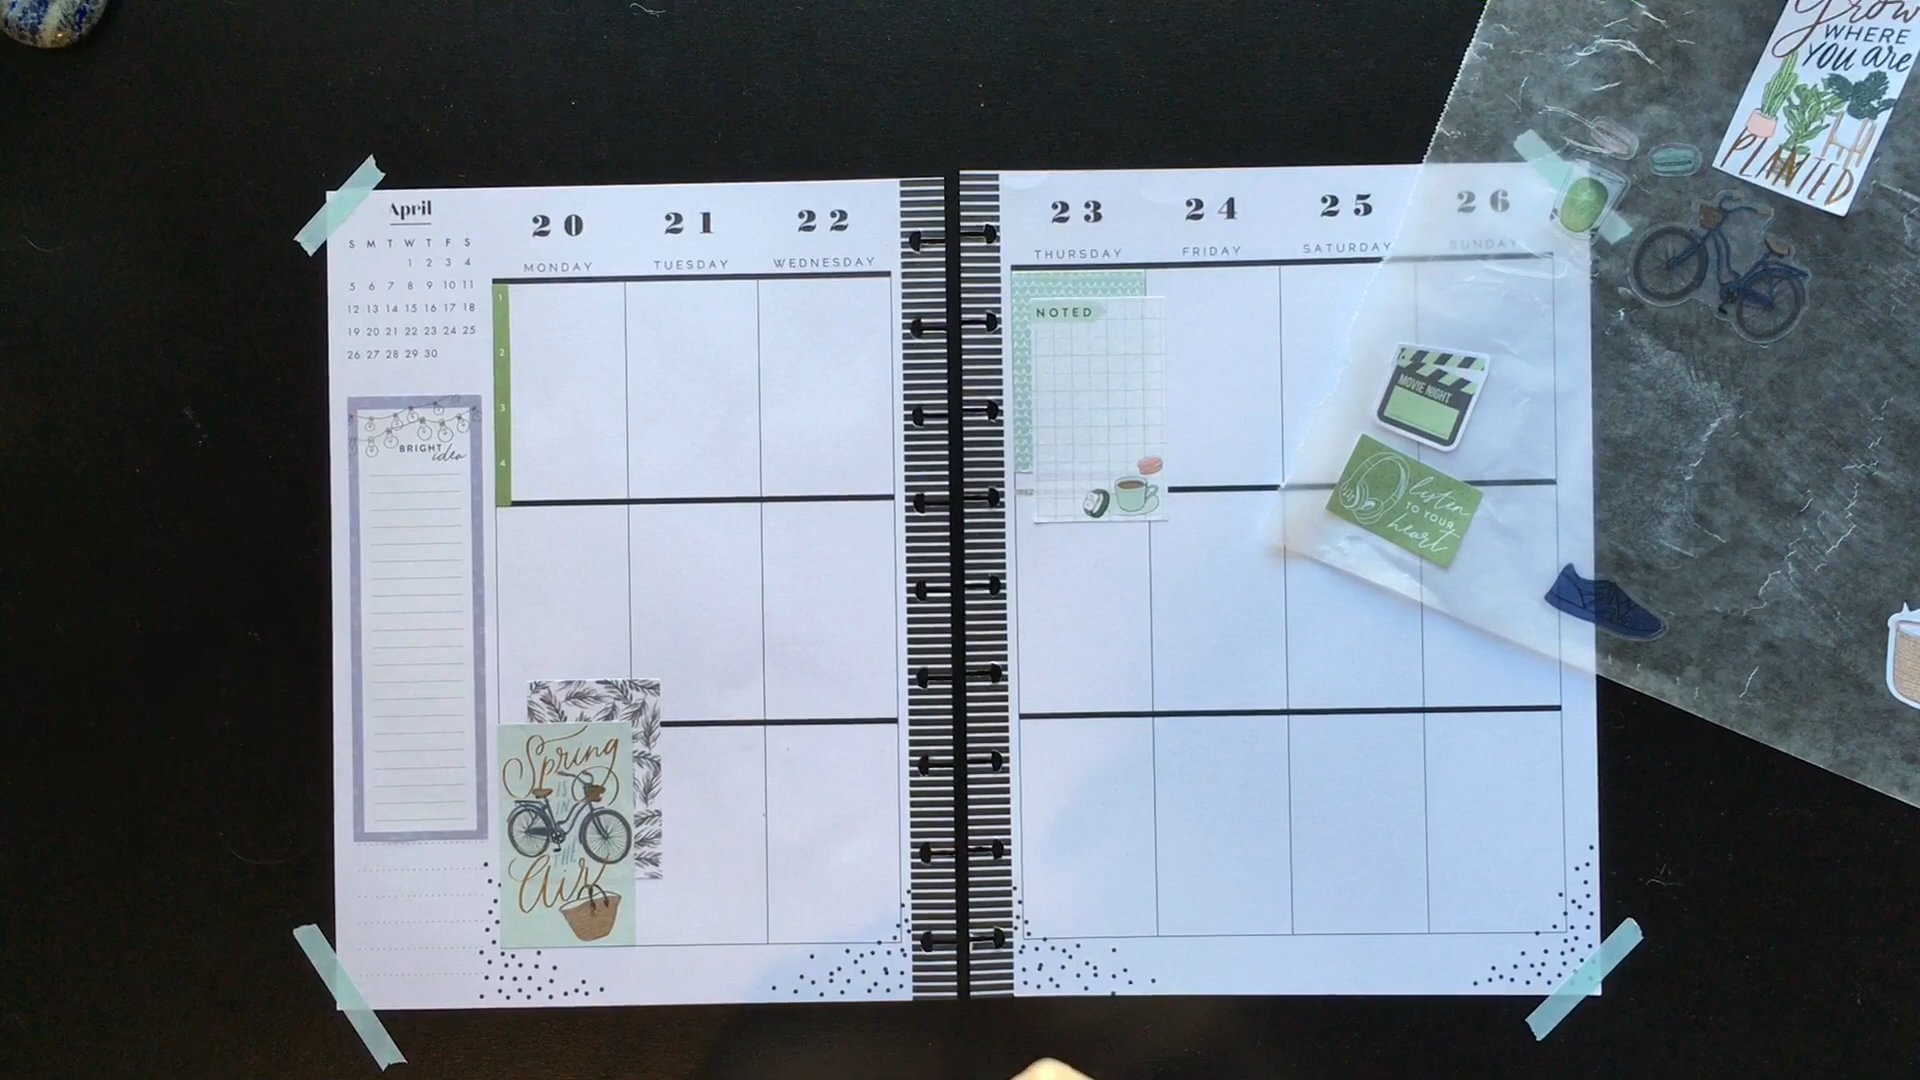 April
S M T W T F S
1 2 3 4
5 6 7 8 9 10 11
12 13 14 15 16 17 18
19 20 21 22 23 24 25
26 27 28 29 30
BRIGHT
idea
20
MONDAY
21
TUESDAY
22
WEDNESDAY
1
2
3
4
Spring
IS
IN
THE
Air
23
THURSDAY
24
FRIDAY
25
SATURDAY
26
SUNDAY
NOTED
MOVIE NIGHT
listen
TO YOUR
heart
Grow
WHERE
YOU are
PLANTED